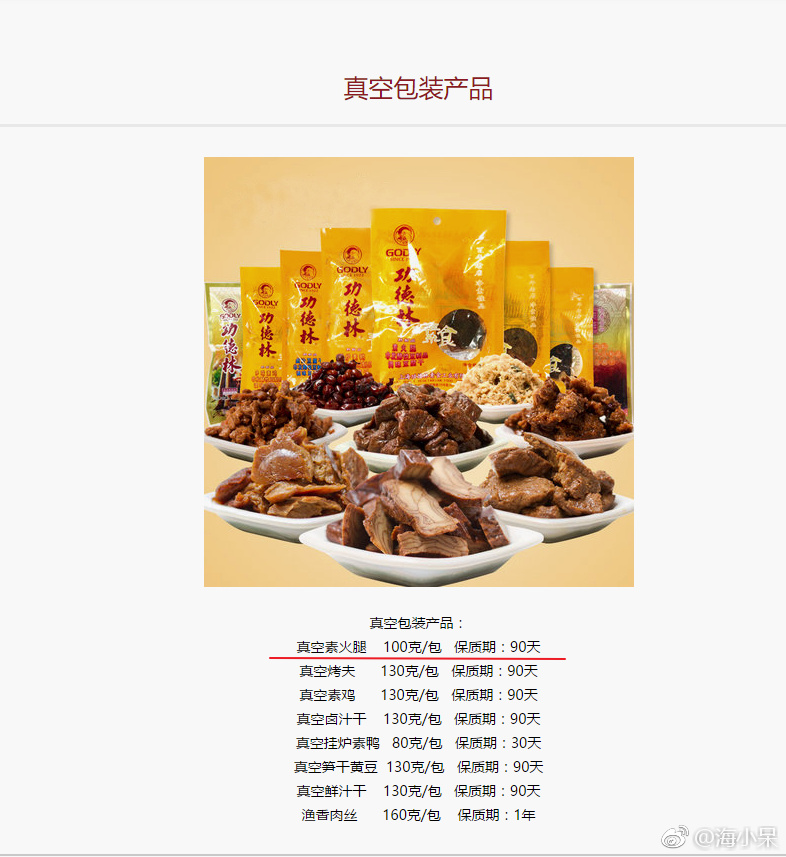 真空包装产品
GODLY
功德林
GODLY
功德林
GODLY
功德林
GODLY
功德林
GODLY
SINCE 1922
功德林
素食
真空包装产品：
真空素火腿 100克/包 保质期：90天
真空烤夫 130克/包 保质期：90天
真空素鸡 130克/包 保质期：90天
真空卤汁干 130克/包 保质期：90天
真空挂炉素鸭 80克/包 保质期：30天
真空笋干黄豆 130克/包 保质期：90天
真空鲜汁干 130克/包 保质期：90天
渔香肉丝 160克/包 保质期：1年
@海小呆